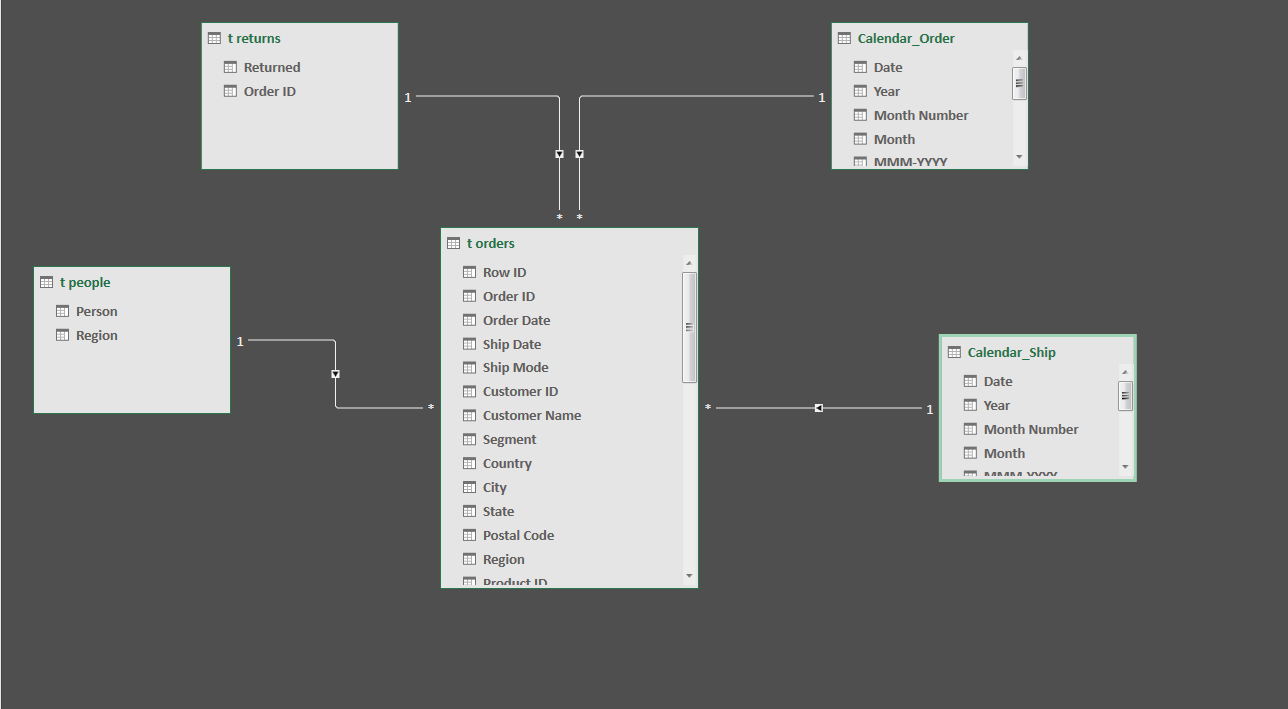 t returns
Returned
Order ID
1
Calendar_Order
Date
Year
Month Number
Month
MMM-YYYY
1
*
*
t orders
Row ID
Order ID
Order Date
Ship Date
Ship Mode
Customer ID
Customer Name
Segment
Country
City
State
Postal Code
Region
Product ID
t people
Person
Region
1
*
Calendar_Ship
Date
Year
Month Number
Month
MMM-YYYY
*
1